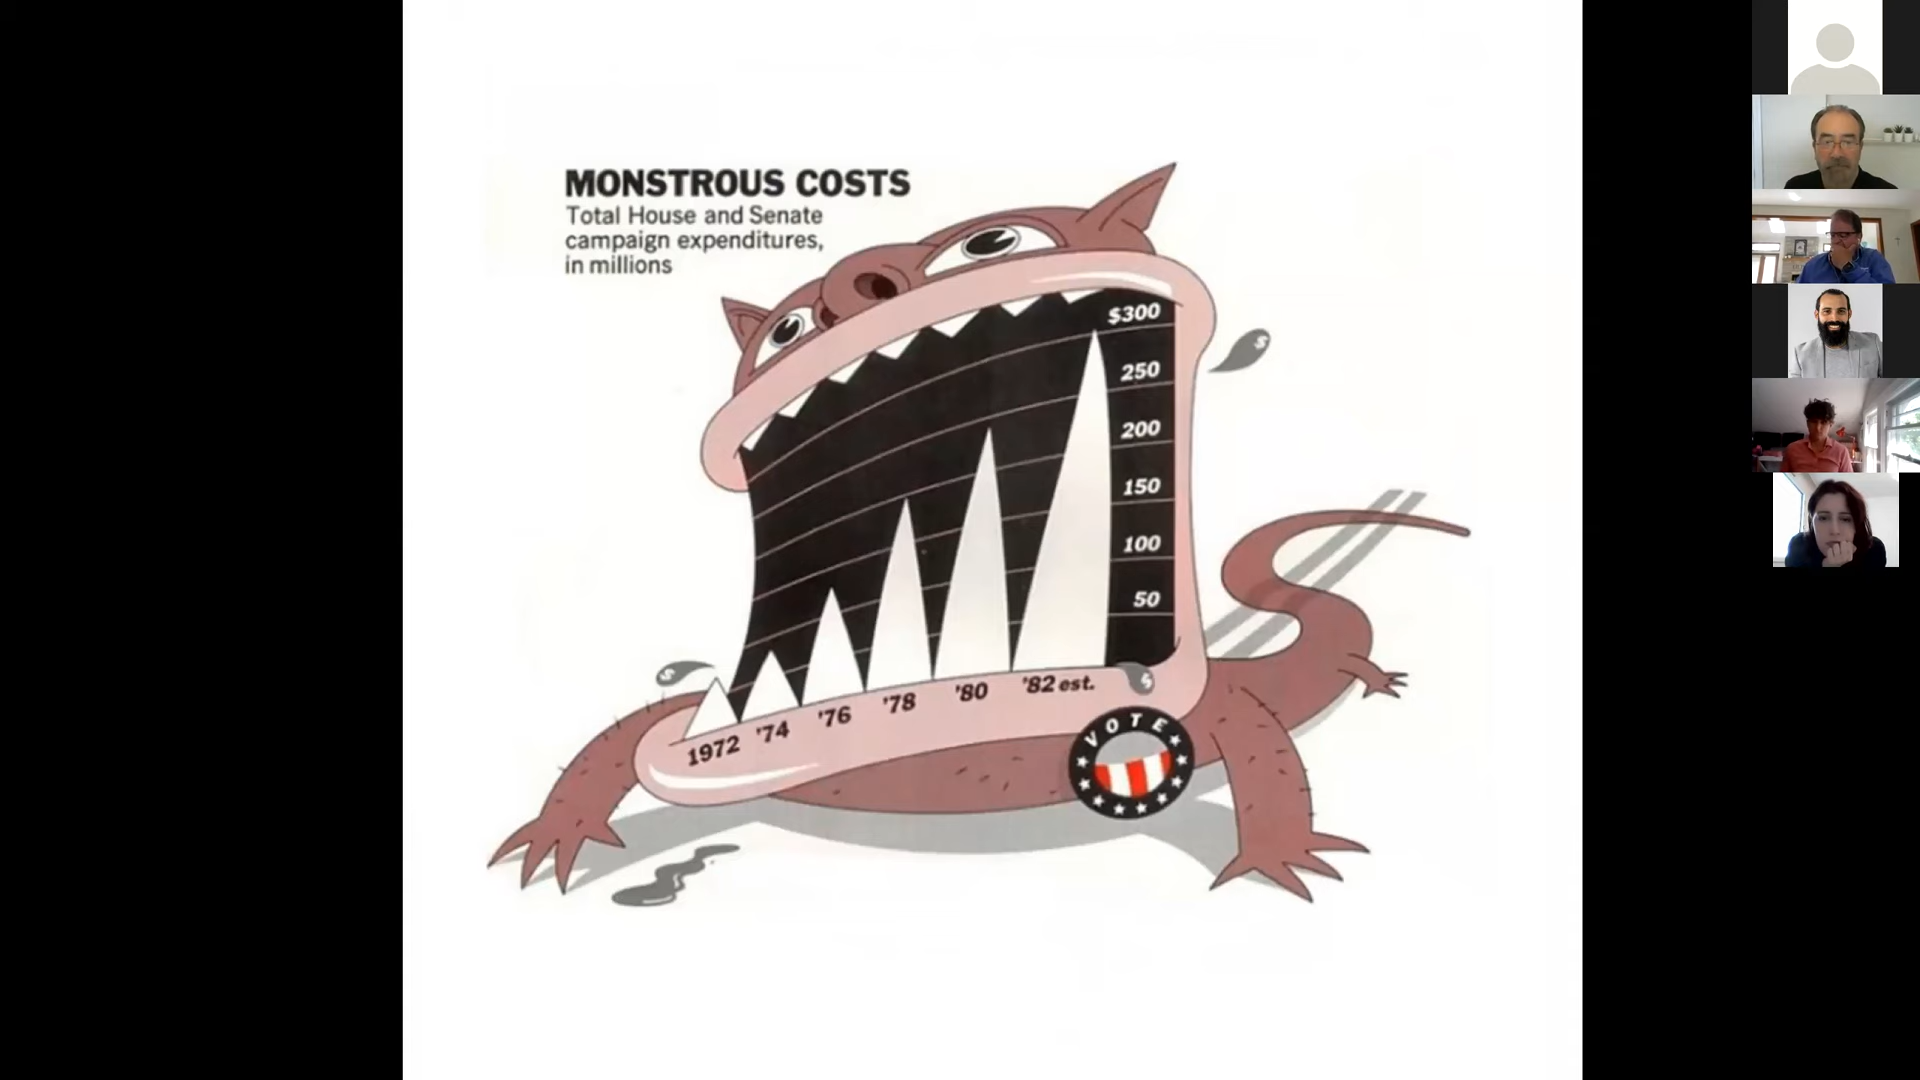 MONSTROUS COSTS
Total House and Senate
campaign expenditures,
in millions
$300
250
200
150
100
50
1972 '74 '76 '78 '80 '82 est.
VOTE
$
$
$